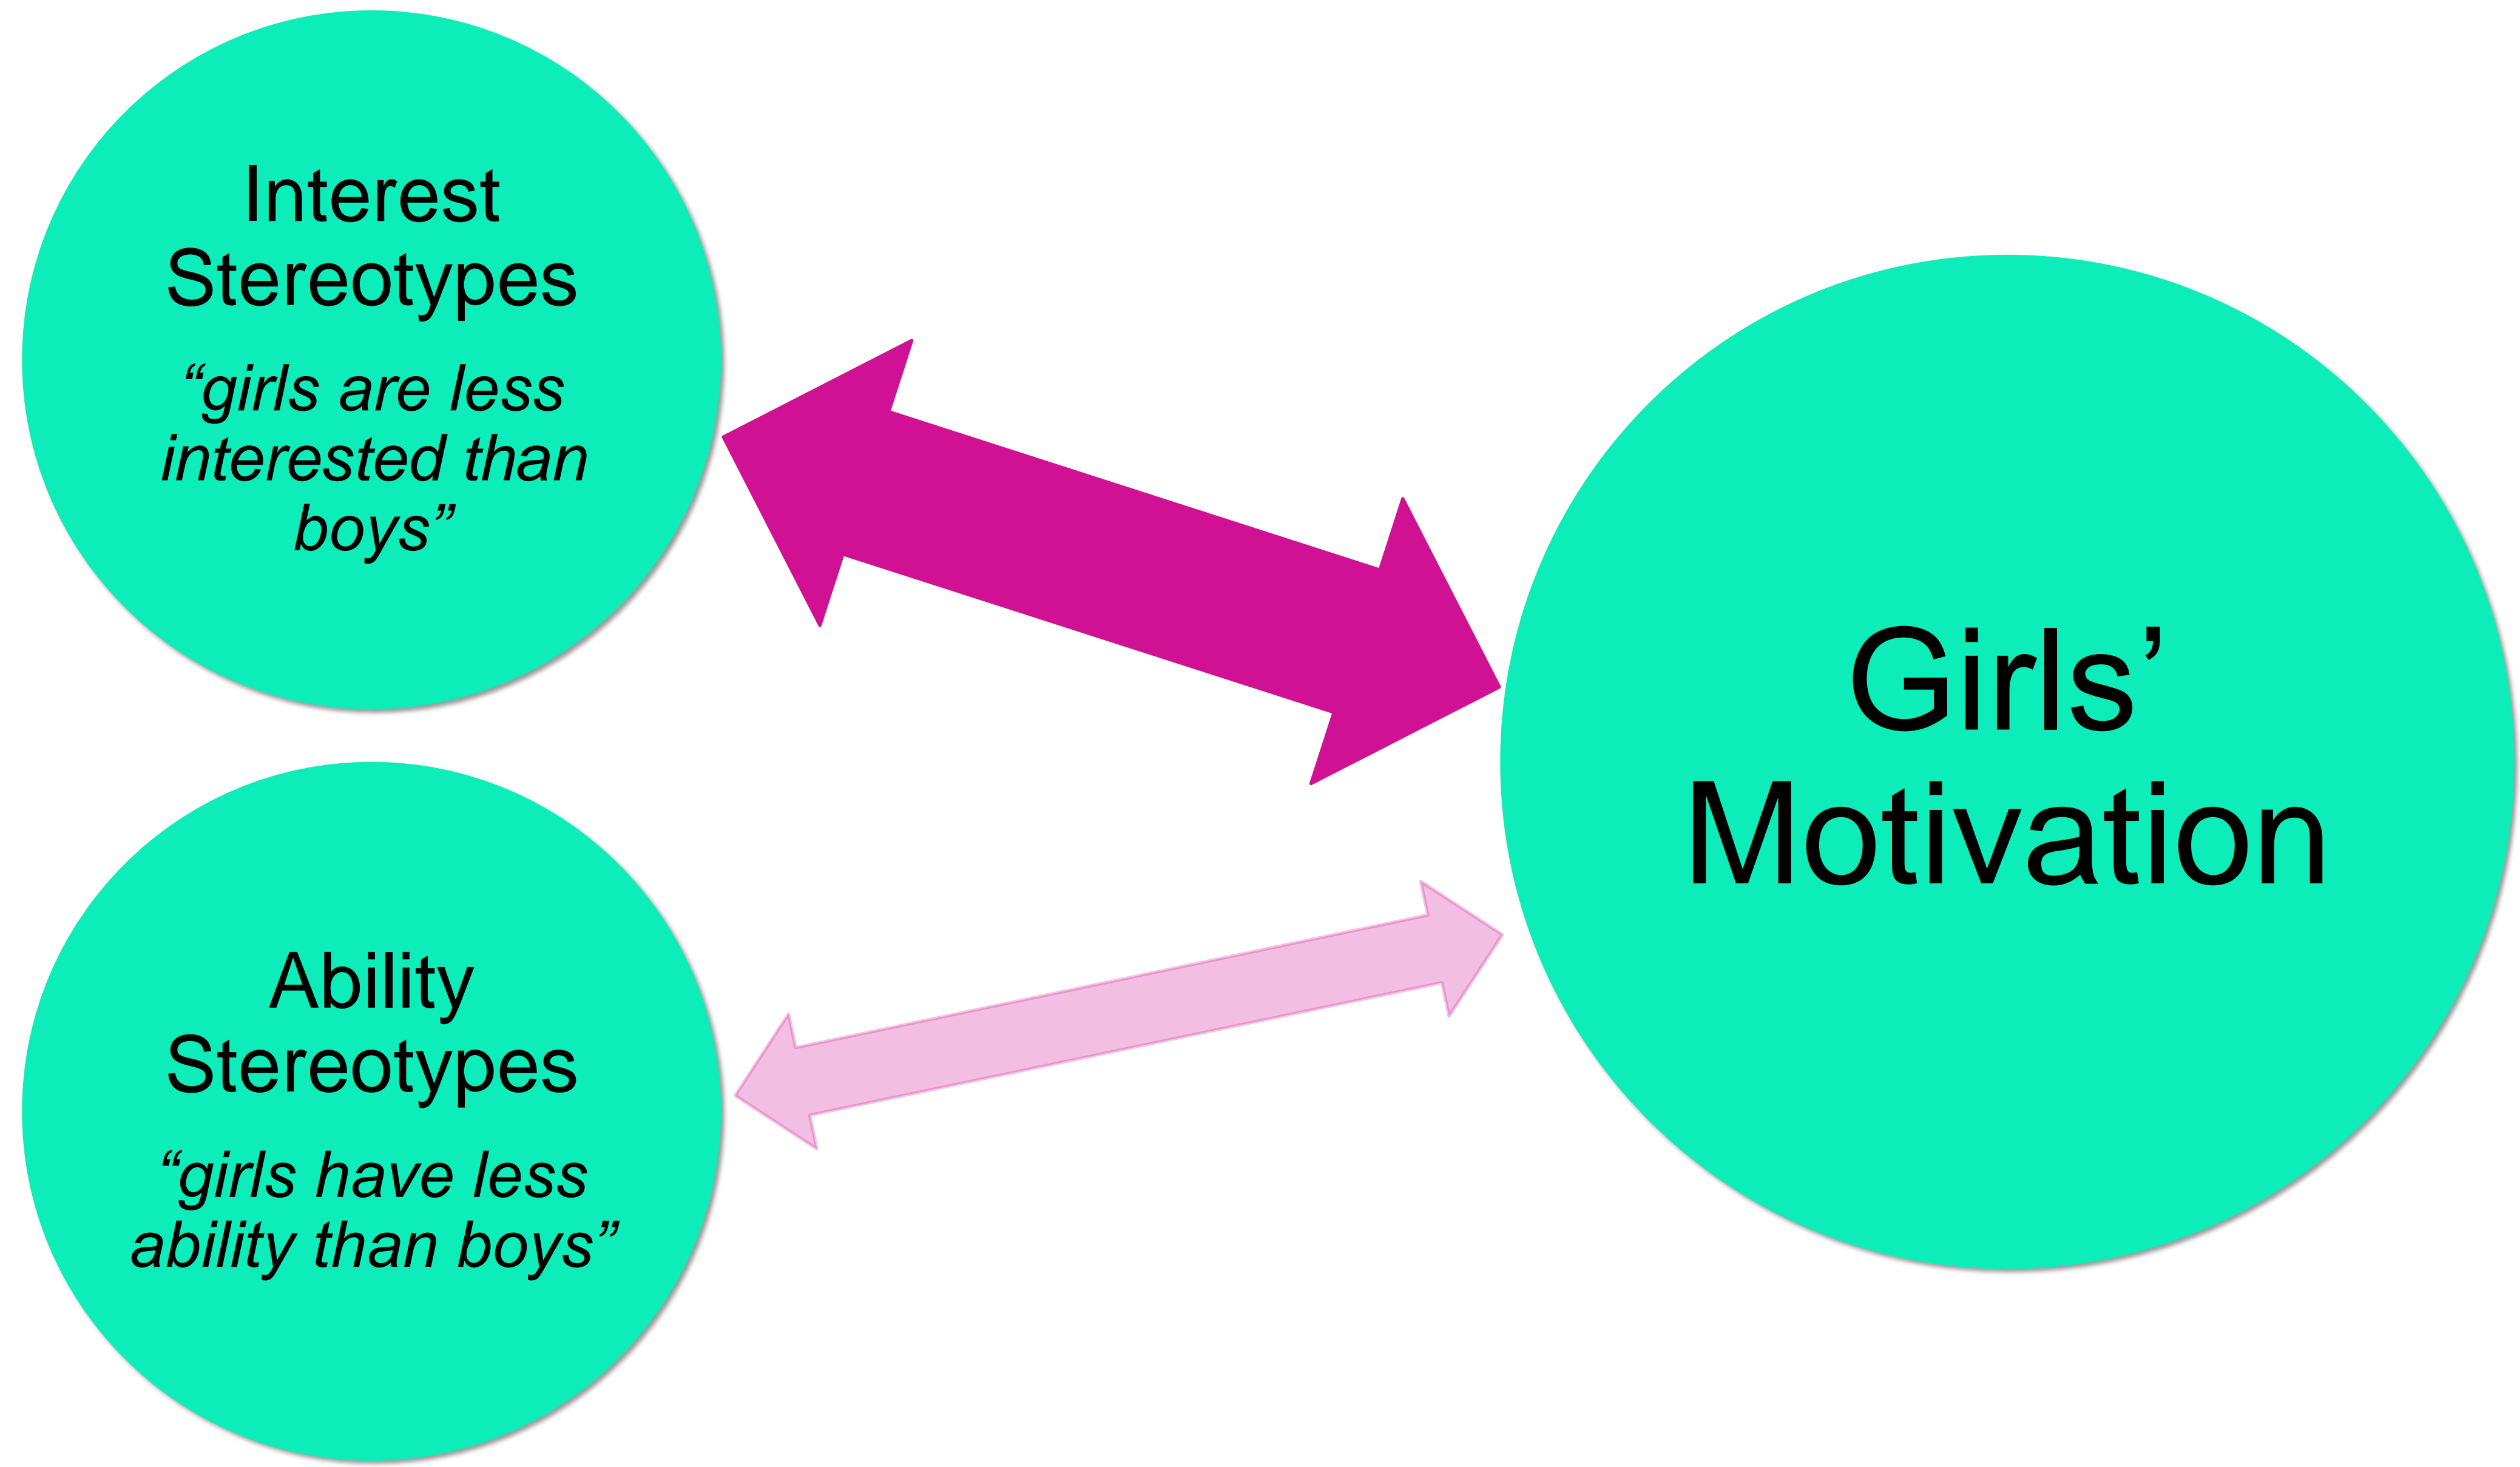 Interest
Stereotypes
“girls are less
interested than
boys”
Ability
Stereotypes
“girls have less
ability than boys”
Girls’
Motivation